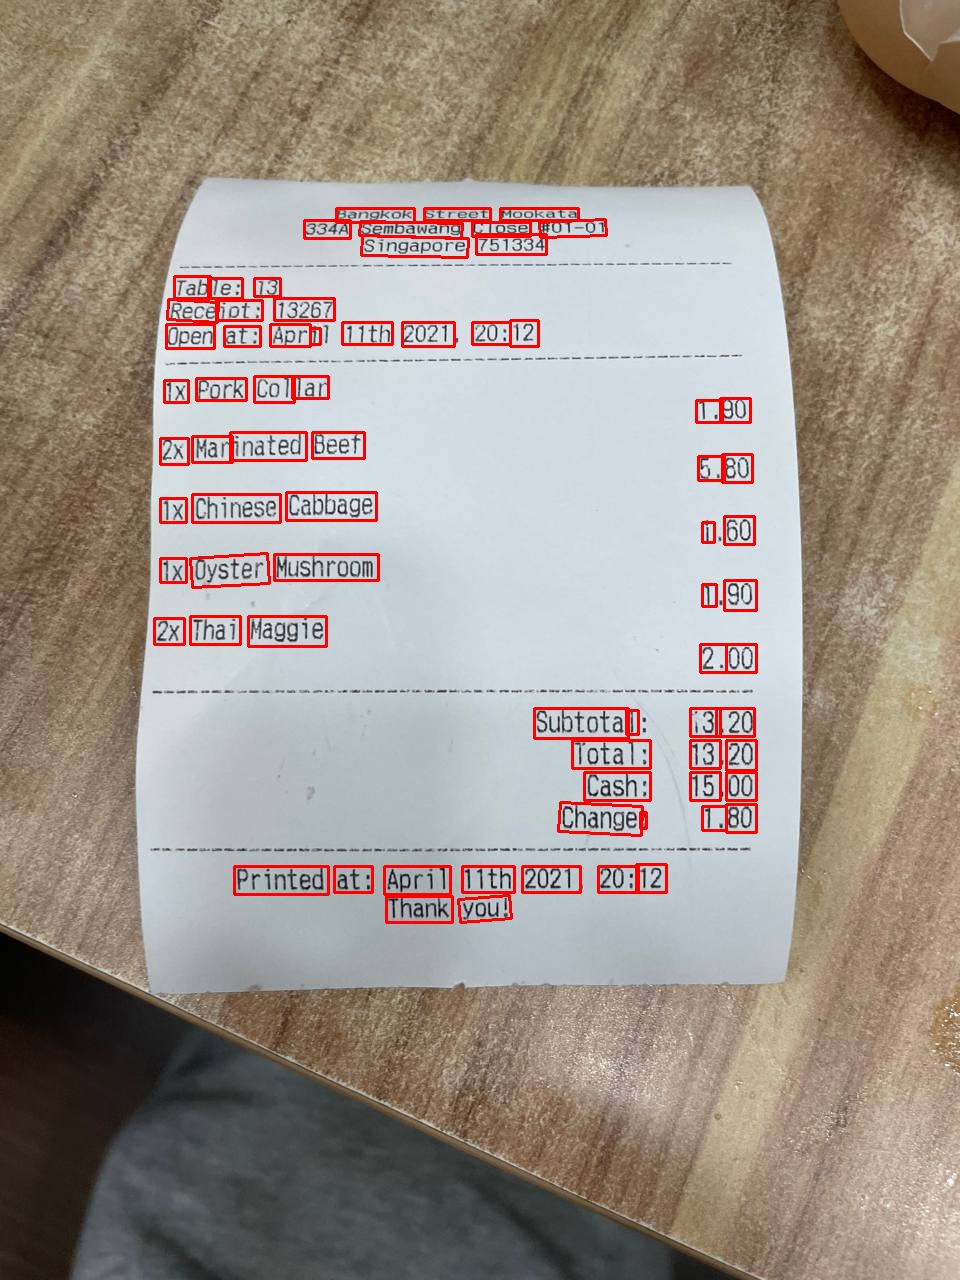 Bangkok Street Mookata
334A Sembawang Close #01-01
Singapore 751334
Table: 13
Receipt: 13267
Open at: April 11th 2021, 20:12
1x Pork Collar
1.90
2x Marinated Beef
5.80
1x Chinese Cabbage
1.60
1x Oyster Mushroom
1.90
2x Thai Maggie
2.00
Subtotal: 13.20
Total: 13.20
Cash: 15.00
Change: 1.80
Printed at: April 11th 2021 20:12
Thank you!